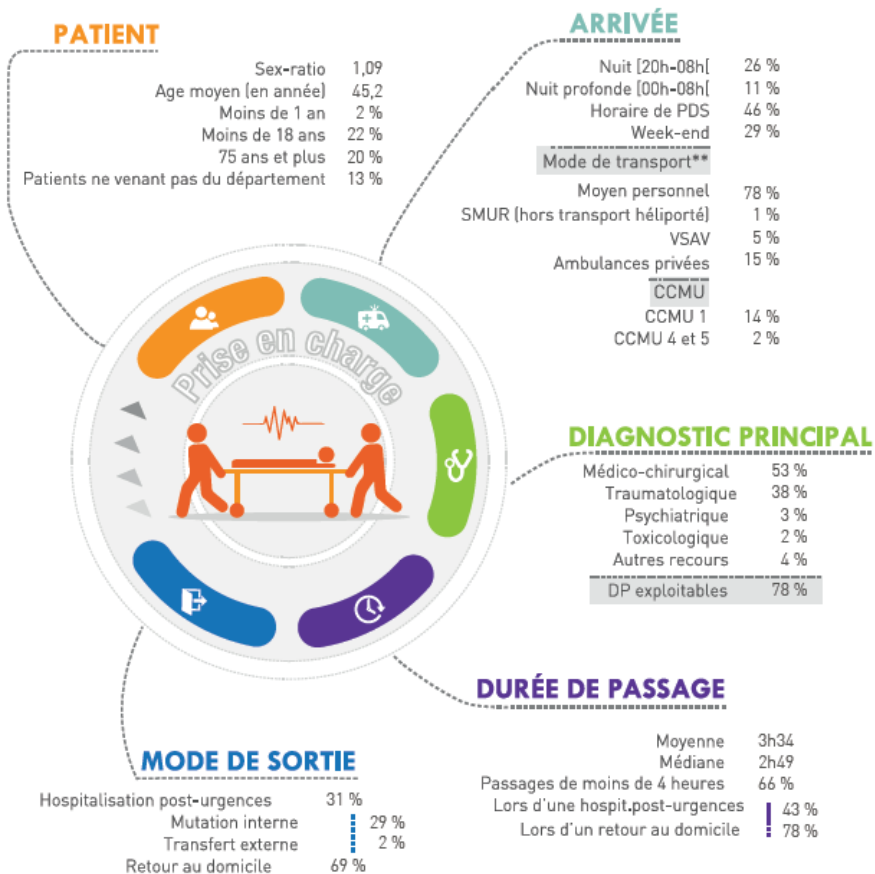 PATIENT
Sex-ratio 1,09
Age moyen (en année) 45,2
Moins de 1 an 2 %
Moins de 18 ans 22 %
75 ans et plus 20 %
Patients ne venant pas du département 13 %
ARRIVÉE
Nuit [20h-08h[ 26 %
Nuit profonde [00h-08h[ 11 %
Horaire de PDS 46 %
Week-end 29 %
Mode de transport**
Moyen personnel 78 %
SMUR (hors transport héliporté) 1 %
VSAV 5 %
Ambulances privées 15 %
CCMU
CCMU 1 14 %
CCMU 4 et 5 2 %
Prise en charge
DIAGNOSTIC PRINCIPAL
Médico-chirurgical 53 %
Traumatologique 38 %
Psychiatrique 3 %
Toxicologique 2 %
Autres recours 4 %
DP exploitables 78 %
DURÉE DE PASSAGE
Moyenne 3h34
Médiane 2h49
Passages de moins de 4 heures 66 %
Lors d'une hospit.post-urgences 43 %
Lors d'un retour au domicile 78 %
MODE DE SORTIE
Hospitalisation post-urgences 31 %
Mutation interne 29 %
Transfert externe 2 %
Retour au domicile 69 %